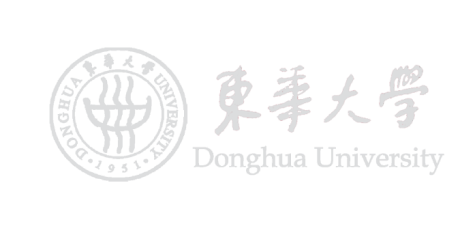 東華大學
DONGHUA UNIVERSITY
·1951·
東華大學
Donghua University